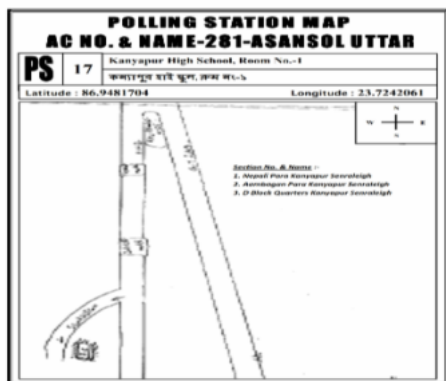 POLLING STATION MAP
AC NO. & NAME-281-ASANSOL UTTAR
PS 17 Kanyapur High School, Room No.-1
কন্যাপুর হাই স্কুল, রুম নং-১
Latitude : 86.9481704 Longitude : 23.7242061
N
W E
S
Section No. & Name :-
1. Nepali Para Kanyapur Senraleigh
2. Aambagan Para Kanyapur Senraleigh
3. D Block Quarters Kanyapur Senraleigh